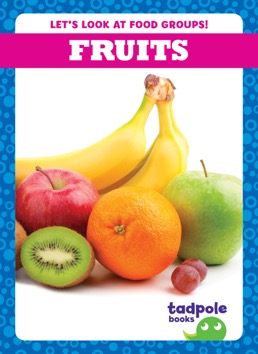 LET'S LOOK AT FOOD GROUPS!
FRUITS
tadpole
books